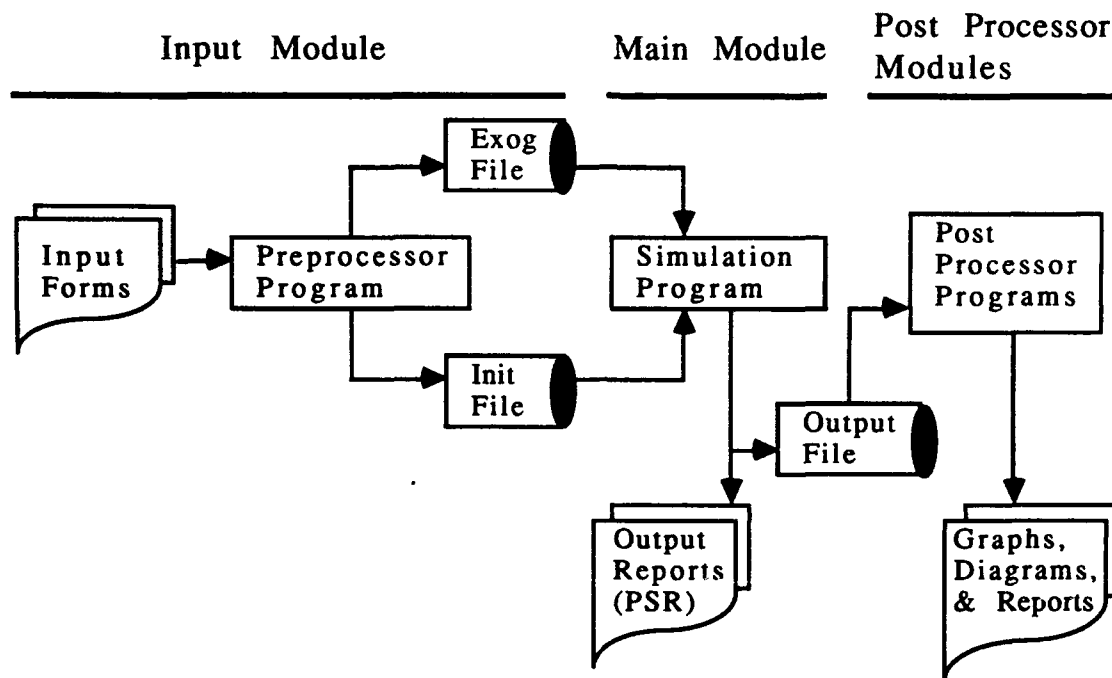 Input Module
Main Module
Post Processor
Modules
Exog
File
Input
Forms
Preprocessor
Program
Simulation
Program
Post
Processor
Programs
Init
File
Output
File
Output
Reports
(PSR)
Graphs,
Diagrams,
& Reports